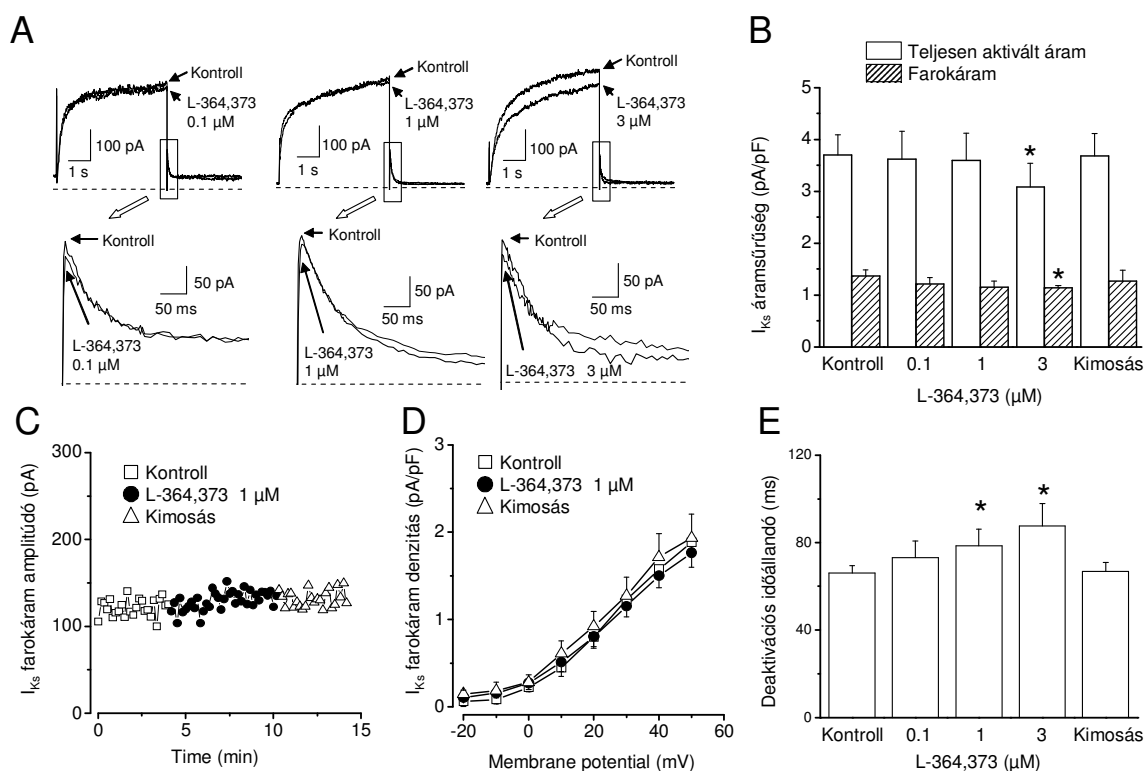 A
Kontroll
L-364,373
0.1 µM
100 pA
1 s
Kontroll
L-364,373
1 µM
100 pA
1 s
Kontroll
L-364,373
3 µM
100 pA
1 s
Kontroll
50 pA
50 ms
L-364,373
0.1 µM
Kontroll
50 pA
50 ms
L-364,373
1 µM
Kontroll
50 pA
50 ms
L-364,373 3 µM
B
Teljesen aktivált áram
Farokáram
I_Ks áramsűrűség (pA/pF)
5
4
3
2
1
0
*
*
Kontroll 0.1 1 3 Kimosás
L-364,373 (µM)
C
Kontroll
L-364,373 1 µM
Kimosás
I_Ks farokáram amplitúdó (pA)
300
250
200
150
100
50
0
0 5 10 15
Time (min)
D
Kontroll
L-364,373 1 µM
Kimosás
I_Ks farokáram denzitás (pA/pF)
3
2
1
0
-20 0 20 40 60
Membrane potential (mV)
E
Deaktivációs időállandó (ms)
120
80
40
0
* *
Kontroll 0.1 1 3 Kimosás
L-364,373 (µM)